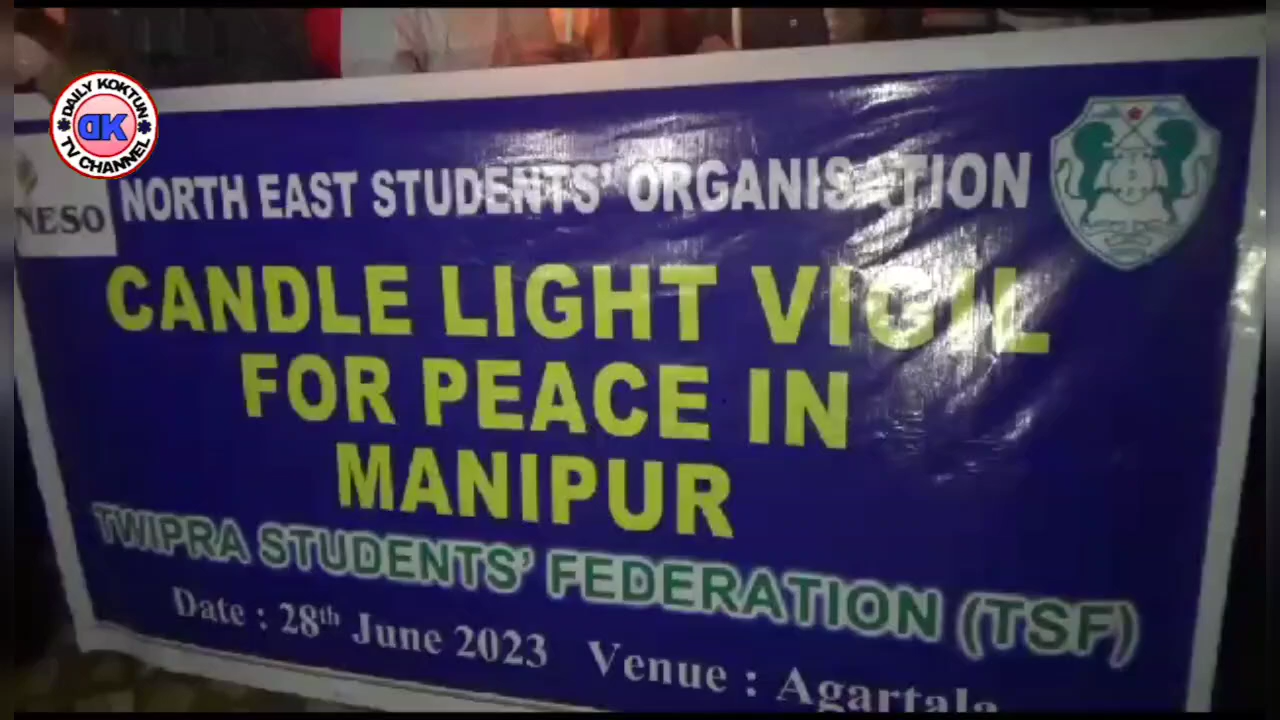 DAILY KOKTUN
DK
TV CHANNEL
NESO
NORTH EAST STUDENTS' ORGANISATION
CANDLE LIGHT VIGIL
FOR PEACE IN
MANIPUR
TWIPRA STUDENTS' FEDERATION (TSF)
Date : 28th June 2023 Venue : Agartala